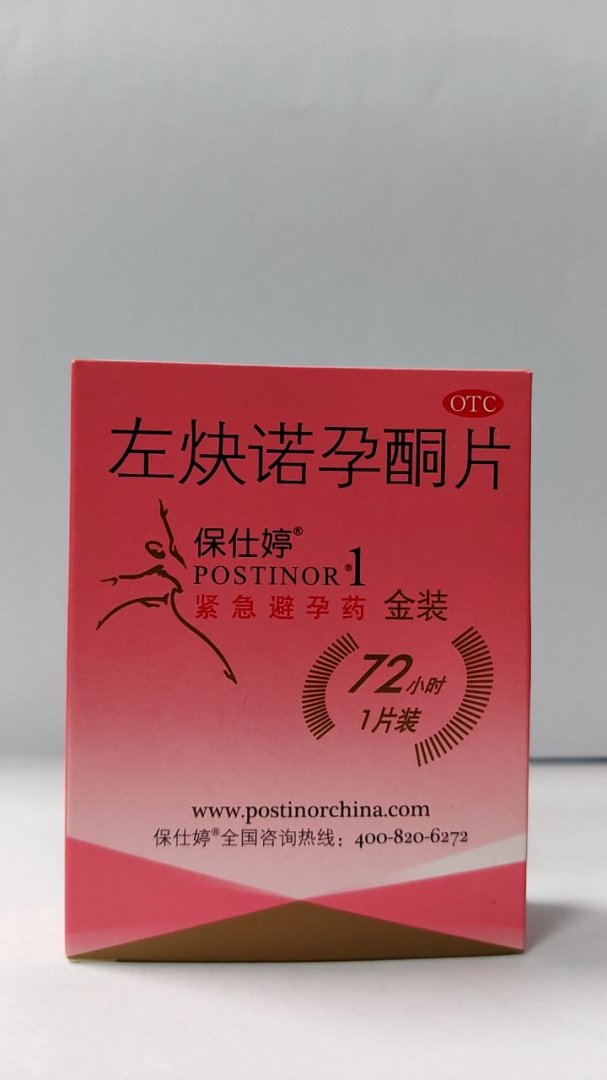 OTC
左炔诺孕酮片
保仕婷®
POSTINOR®1
紧急避孕药 金装
72小时
1片装
www.postinorchina.com
保仕婷®全国咨询热线：400-820-6272